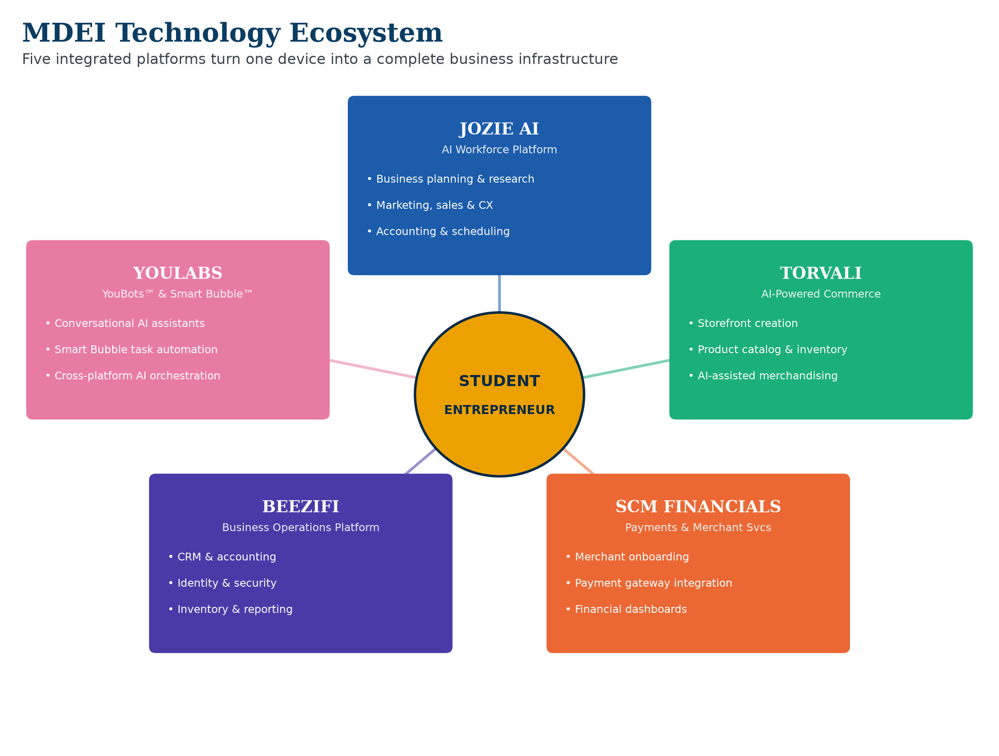 MDEI Technology Ecosystem
Five integrated platforms turn one device into a complete business infrastructure
JOZIE AI
AI Workforce Platform
• Business planning & research
• Marketing, sales & CX
• Accounting & scheduling
YOULABS
YouBots™ & Smart Bubble™
• Conversational AI assistants
• Smart Bubble task automation
• Cross-platform AI orchestration
TORVALI
AI-Powered Commerce
• Storefront creation
• Product catalog & inventory
• AI-assisted merchandising
STUDENT
ENTREPRENEUR
BEEZIFI
Business Operations Platform
• CRM & accounting
• Identity & security
• Inventory & reporting
SCM FINANCIALS
Payments & Merchant Svcs
• Merchant onboarding
• Payment gateway integration
• Financial dashboards